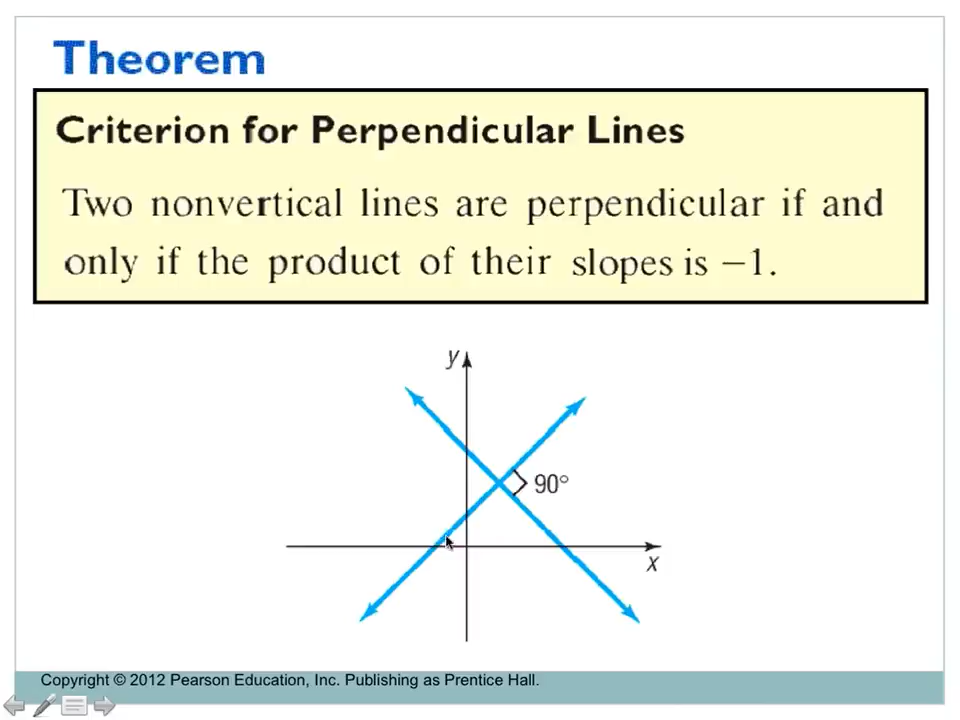 Theorem
Criterion for Perpendicular Lines
Two nonvertical lines are perpendicular if and
only if the product of their slopes is −1.
y
90°
x
Copyright © 2012 Pearson Education, Inc. Publishing as Prentice Hall.